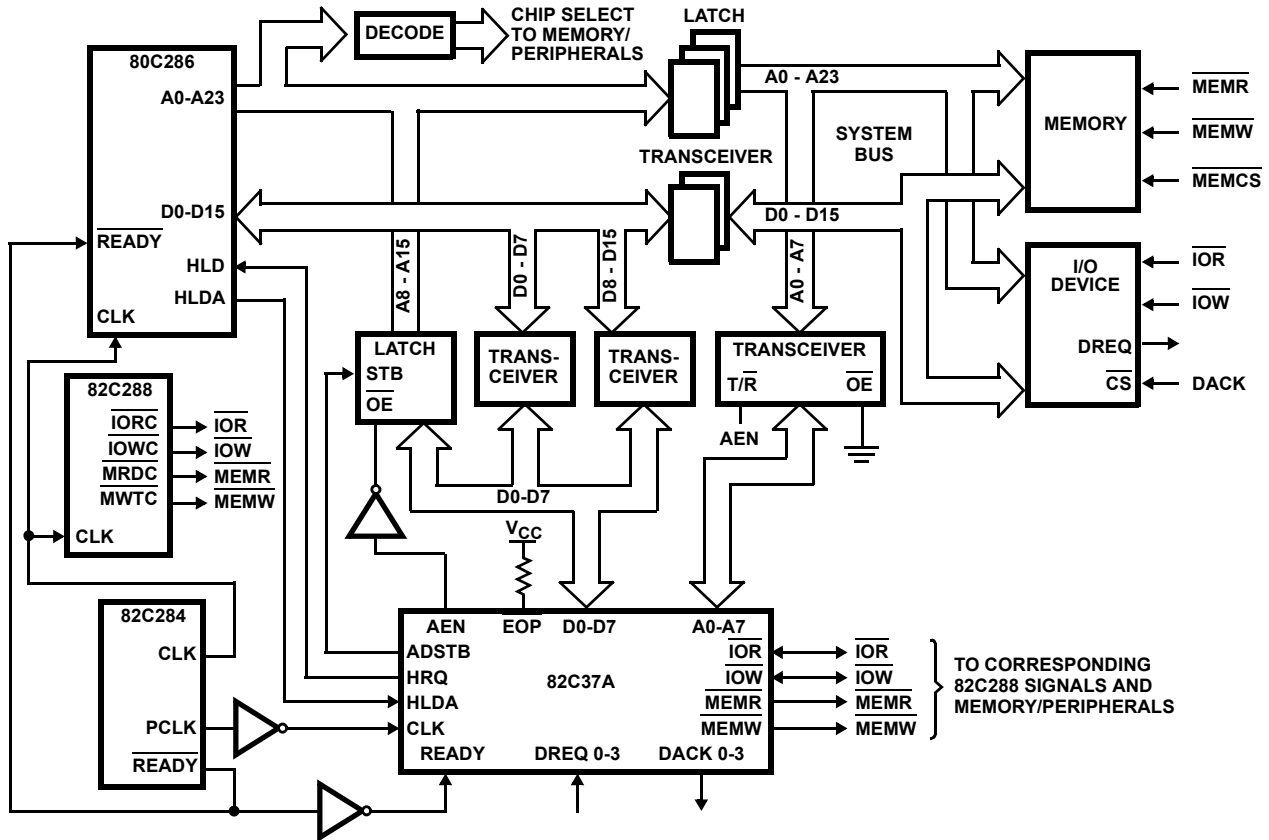 CHIP SELECT
TO MEMORY/
PERIPHERALS
DECODE
LATCH
80C286
A0-A23
D0-D15
READY
HLD
HLDA
CLK
A0 - A23
SYSTEM
BUS
TRANSCEIVER
D0 - D15
MEMORY
MEMR
MEMW
MEMCS
I/O
DEVICE
DREQ
CS
IOR
IOW
DACK
A8 - A15
D0 - D7
D8 - D15
A0 - A7
LATCH
STB
OE
TRANS-
CEIVER
TRANS-
CEIVER
TRANSCEIVER
T/R
OE
AEN
82C288
IORC
IOWC
MRDC
MWTC
CLK
IOR
IOW
MEMR
MEMW
D0-D7
VCC
82C284
CLK
PCLK
READY
AEN
EOP
D0-D7
A0-A7
ADSTB
HRQ
HLDA
CLK
READY
82C37A
DREQ 0-3
DACK 0-3
IOR
IOW
MEMR
MEMW
IOR
IOW
MEMR
MEMW
TO CORRESPONDING
82C288 SIGNALS AND
MEMORY/PERIPHERALS